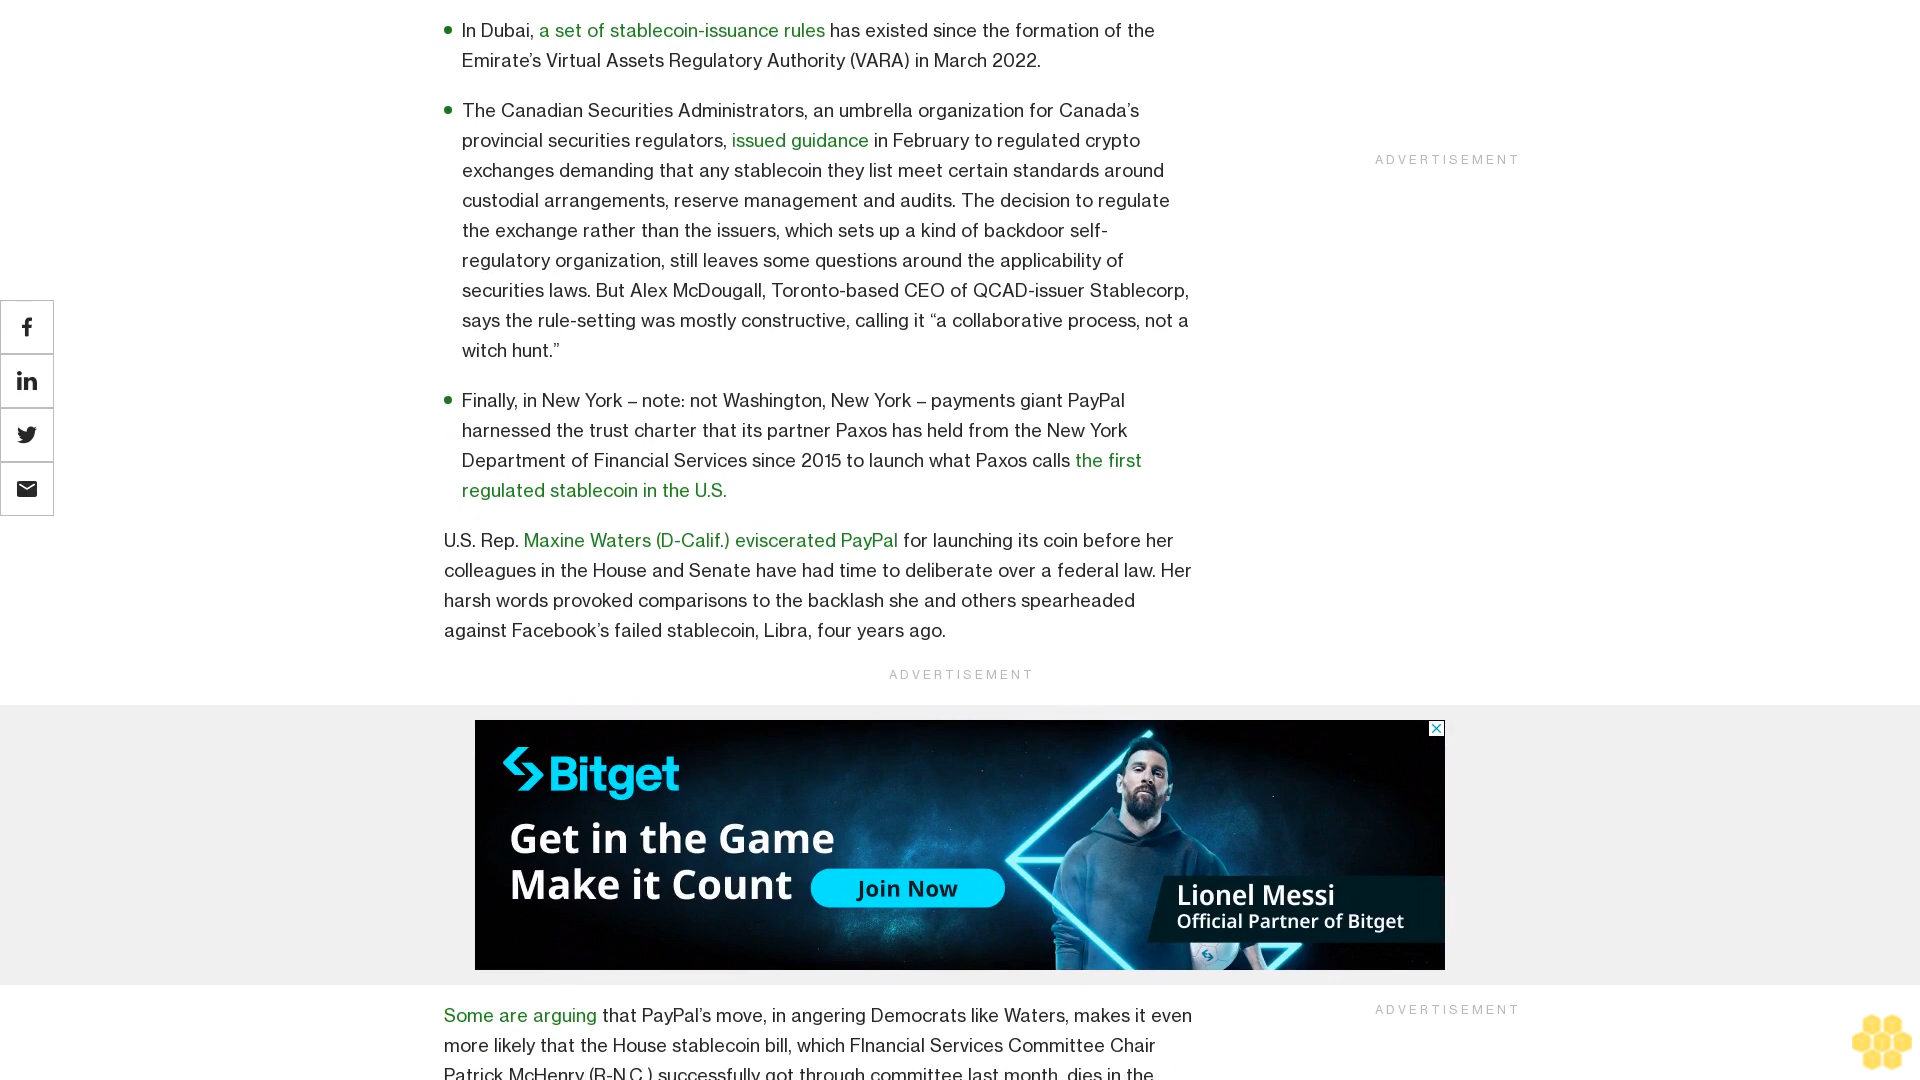 In Dubai, a set of stablecoin-issuance rules has existed since the formation of the
Emirate’s Virtual Assets Regulatory Authority (VARA) in March 2022.
The Canadian Securities Administrators, an umbrella organization for Canada’s
provincial securities regulators, issued guidance in February to regulated crypto
exchanges demanding that any stablecoin they list meet certain standards around
custodial arrangements, reserve management and audits. The decision to regulate
the exchange rather than the issuers, which sets up a kind of backdoor self-
regulatory organization, still leaves some questions around the applicability of
securities laws. But Alex McDougall, Toronto-based CEO of QCAD-issuer Stablecorp,
says the rule-setting was mostly constructive, calling it “a collaborative process, not a
witch hunt.”
Finally, in New York – note: not Washington, New York – payments giant PayPal
harnessed the trust charter that its partner Paxos has held from the New York
Department of Financial Services since 2015 to launch what Paxos calls the first
regulated stablecoin in the U.S.
U.S. Rep. Maxine Waters (D-Calif.) eviscerated PayPal for launching its coin before her
colleagues in the House and Senate have had time to deliberate over a federal law. Her
harsh words provoked comparisons to the backlash she and others spearheaded
against Facebook’s failed stablecoin, Libra, four years ago.
ADVERTISEMENT
ADVERTISEMENT
Bitget
Get in the Game
Make it Count
Join Now
Lionel Messi
Official Partner of Bitget
Some are arguing that PayPal’s move, in angering Democrats like Waters, makes it even
more likely that the House stablecoin bill, which FInancial Services Committee Chair
Patrick McHenry (R-N.C.) successfully got through committee last month, dies in the
ADVERTISEMENT